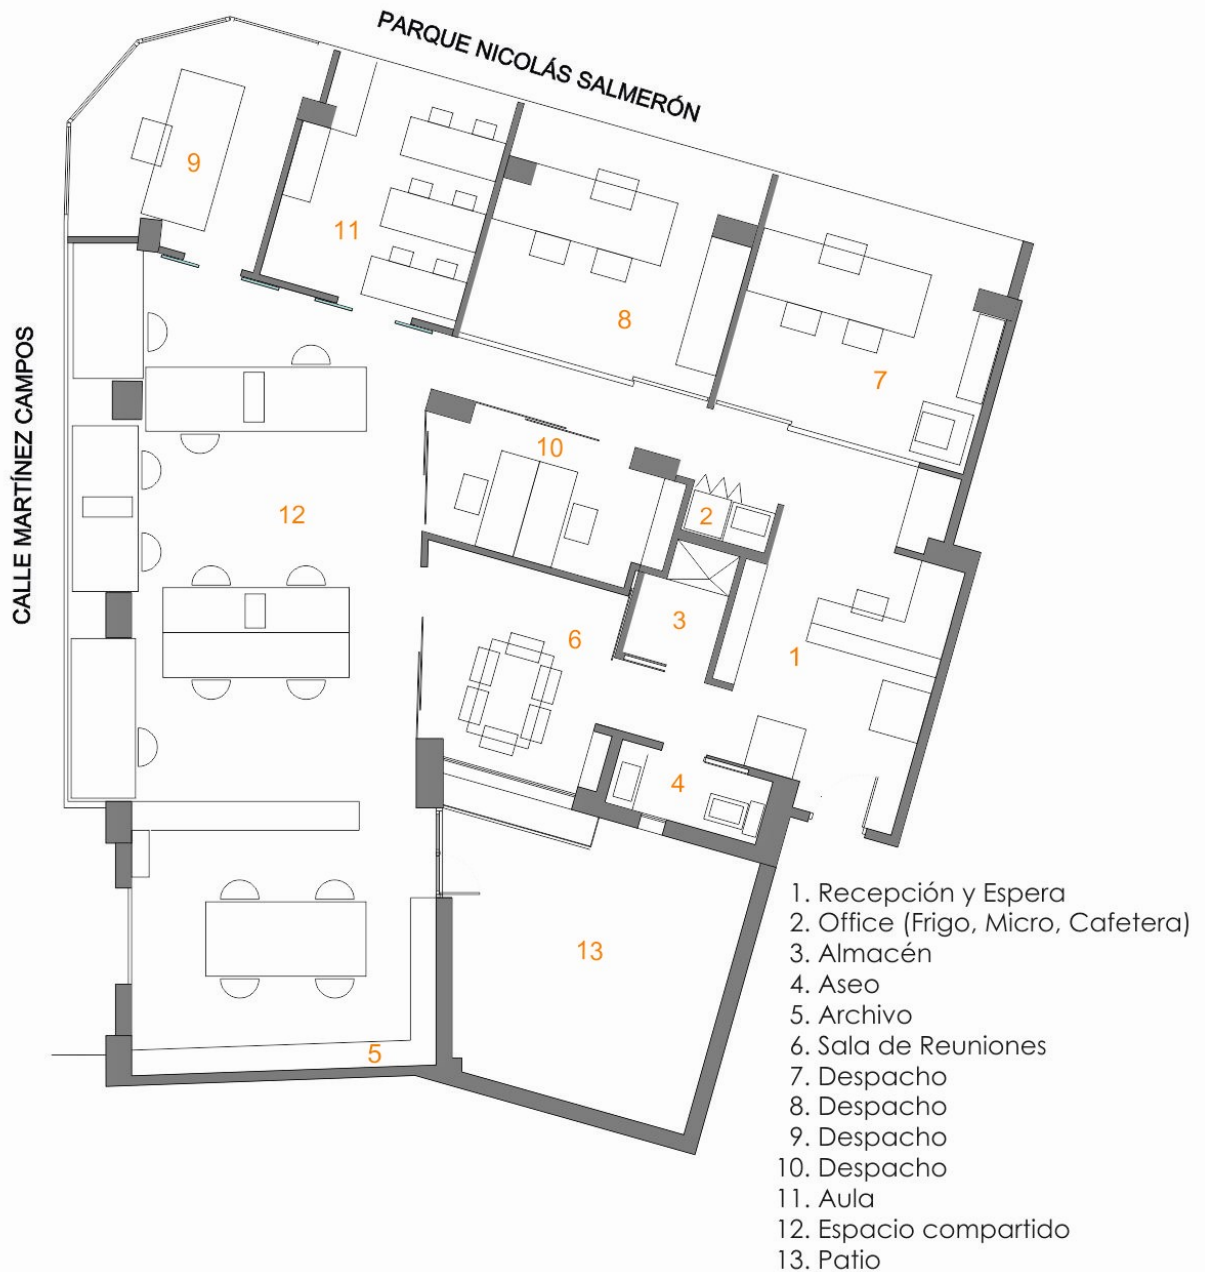 PARQUE NICOLÁS SALMERÓN
CALLE MARTÍNEZ CAMPOS
9
11
8
7
10
12
2
3
6
1
4
13
5
1. Recepción y Espera
2. Office (Frigo, Micro, Cafetera)
3. Almacén
4. Aseo
5. Archivo
6. Sala de Reuniones
7. Despacho
8. Despacho
9. Despacho
10. Despacho
11. Aula
12. Espacio compartido
13. Patio